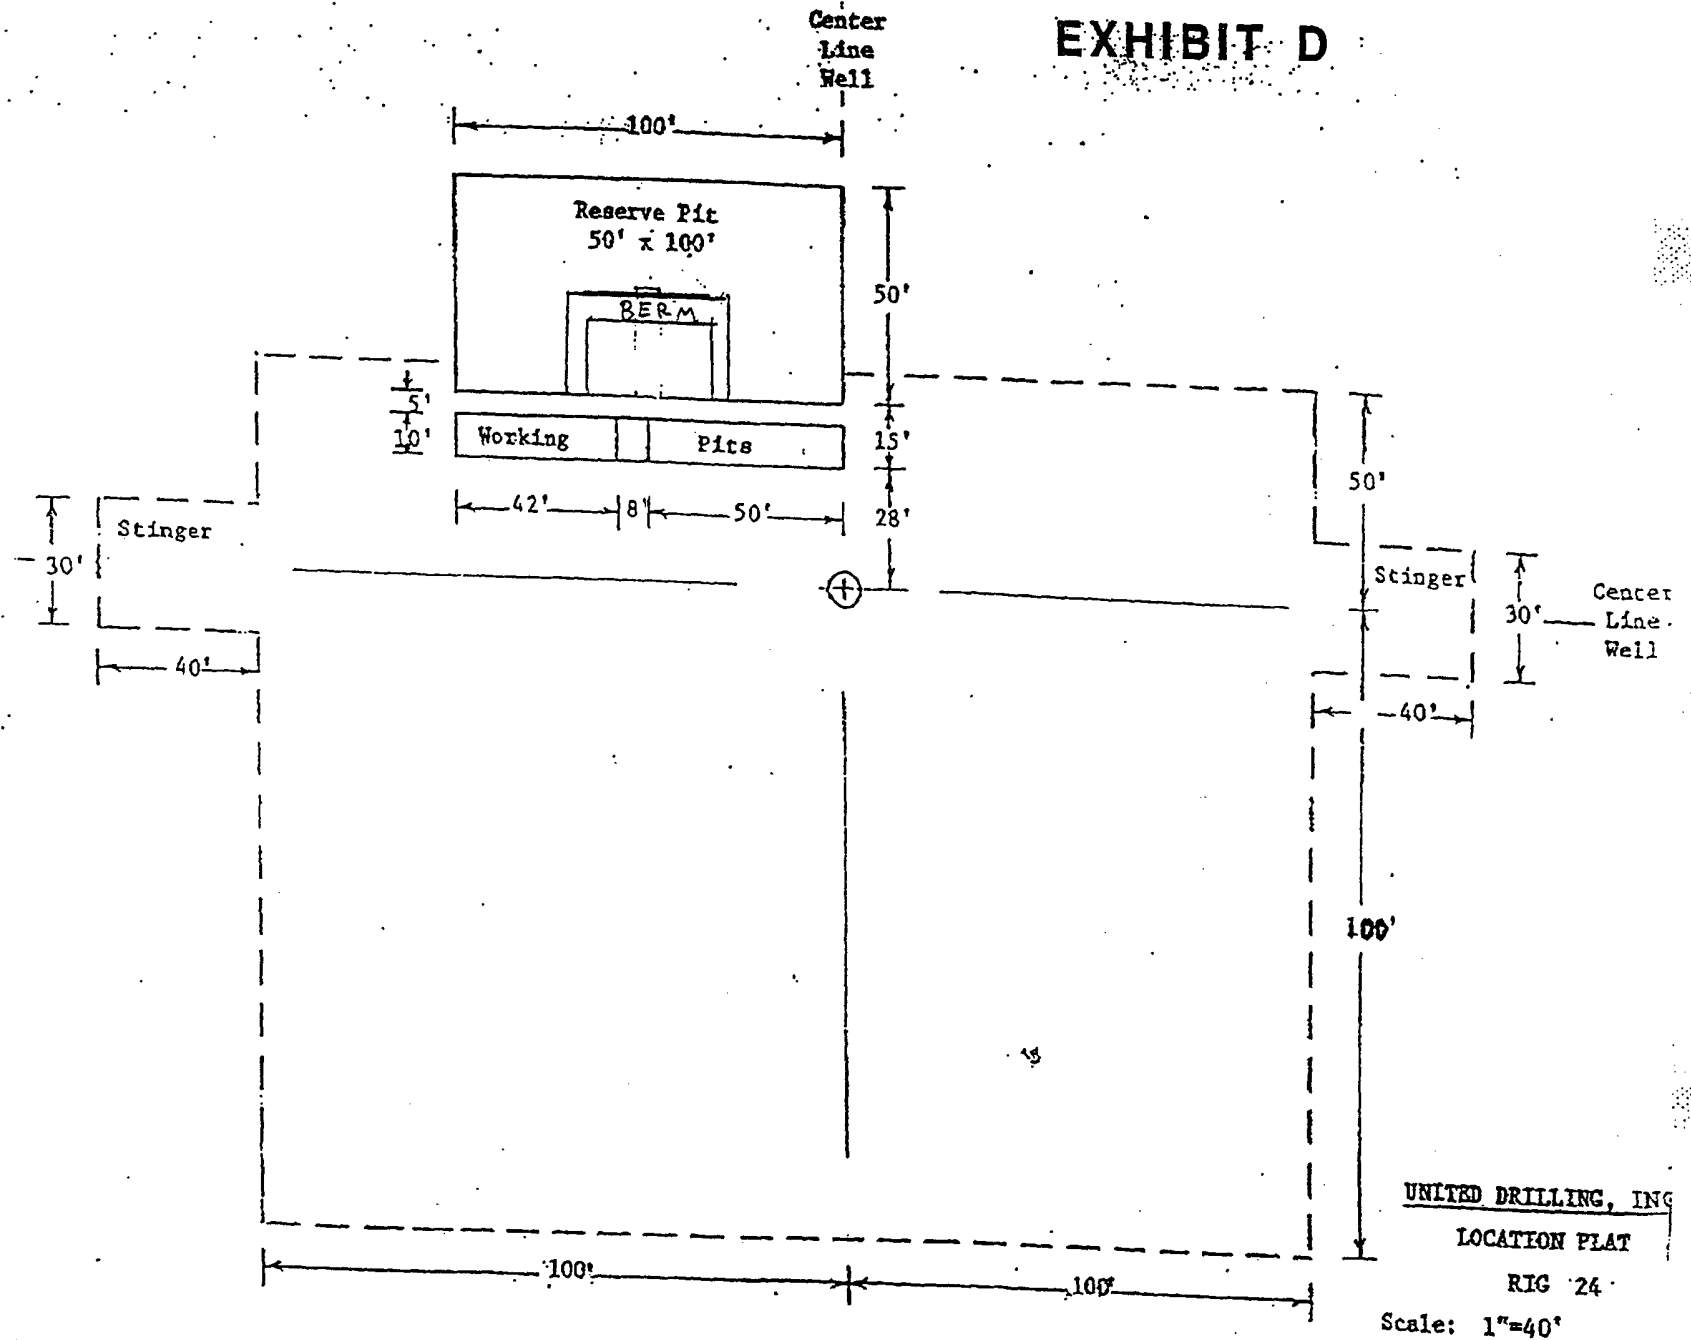 EXHIBIT D
Center
Line
Well
100'
Reserve Pit
50' x 100'
BERM
50'
5'
10'
Working
Pits
15'
42'
8'
50'
28'
50'
Stinger
30'
40'
Stinger
30'
Center
Line
Well
40'
100'
100'
100'
UNITED DRILLING, INC
LOCATION PLAT
RIG 24
Scale: 1"=40'